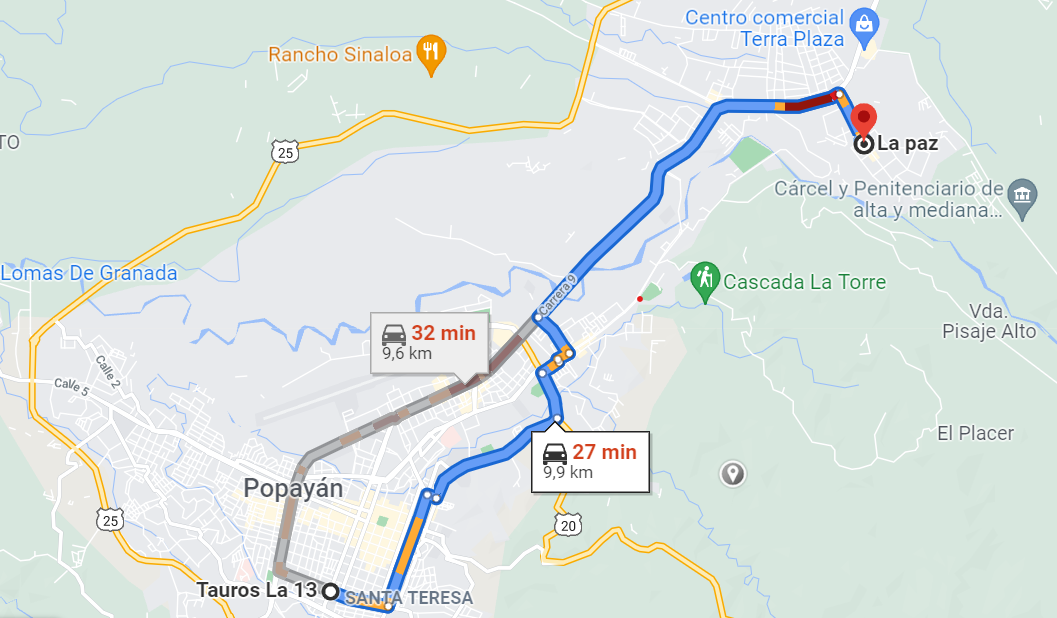 Centro comercial
Terra Plaza
Rancho Sinaloa
TO
25
La paz
Cárcel y Penitenciario de
alta y mediana...
Lomas De Granada
Cascada La Torre
Carrera 9
Vda.
Pisaje Alto
32 min
9,6 km
Calle 2
Calle 5
El Placer
27 min
9,9 km
Popayán
25
20
Tauros La 13
SANTA TERESA